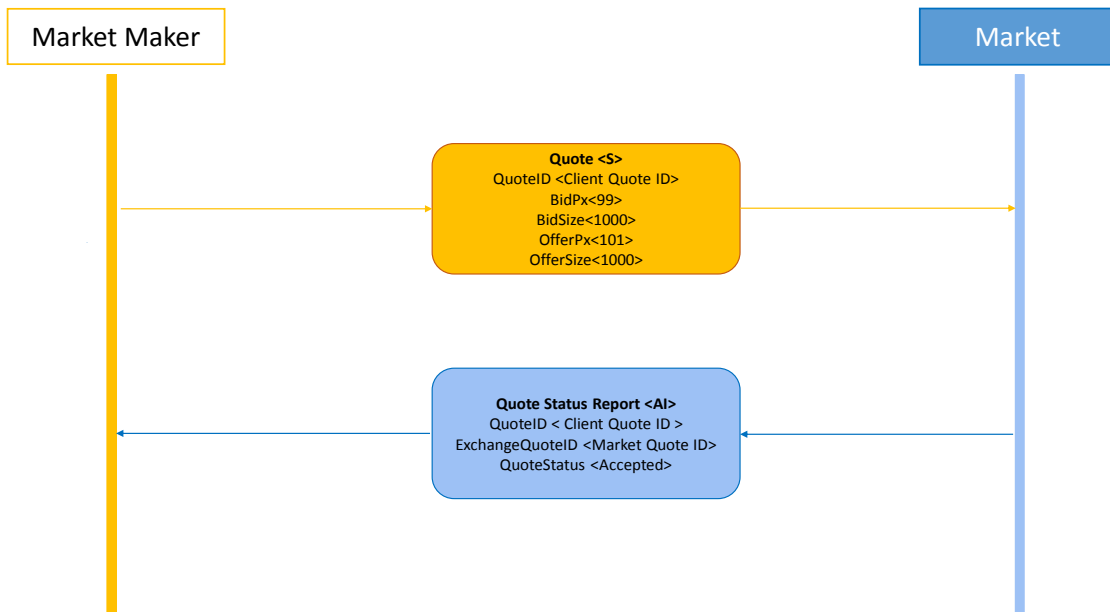 Market Maker
Market
Quote <S>
QuoteID <Client Quote ID>
BidPx<99>
BidSize<1000>
OfferPx<101>
OfferSize<1000>
Quote Status Report <AI>
QuoteID < Client Quote ID >
ExchangeQuoteID <Market Quote ID>
QuoteStatus <Accepted>